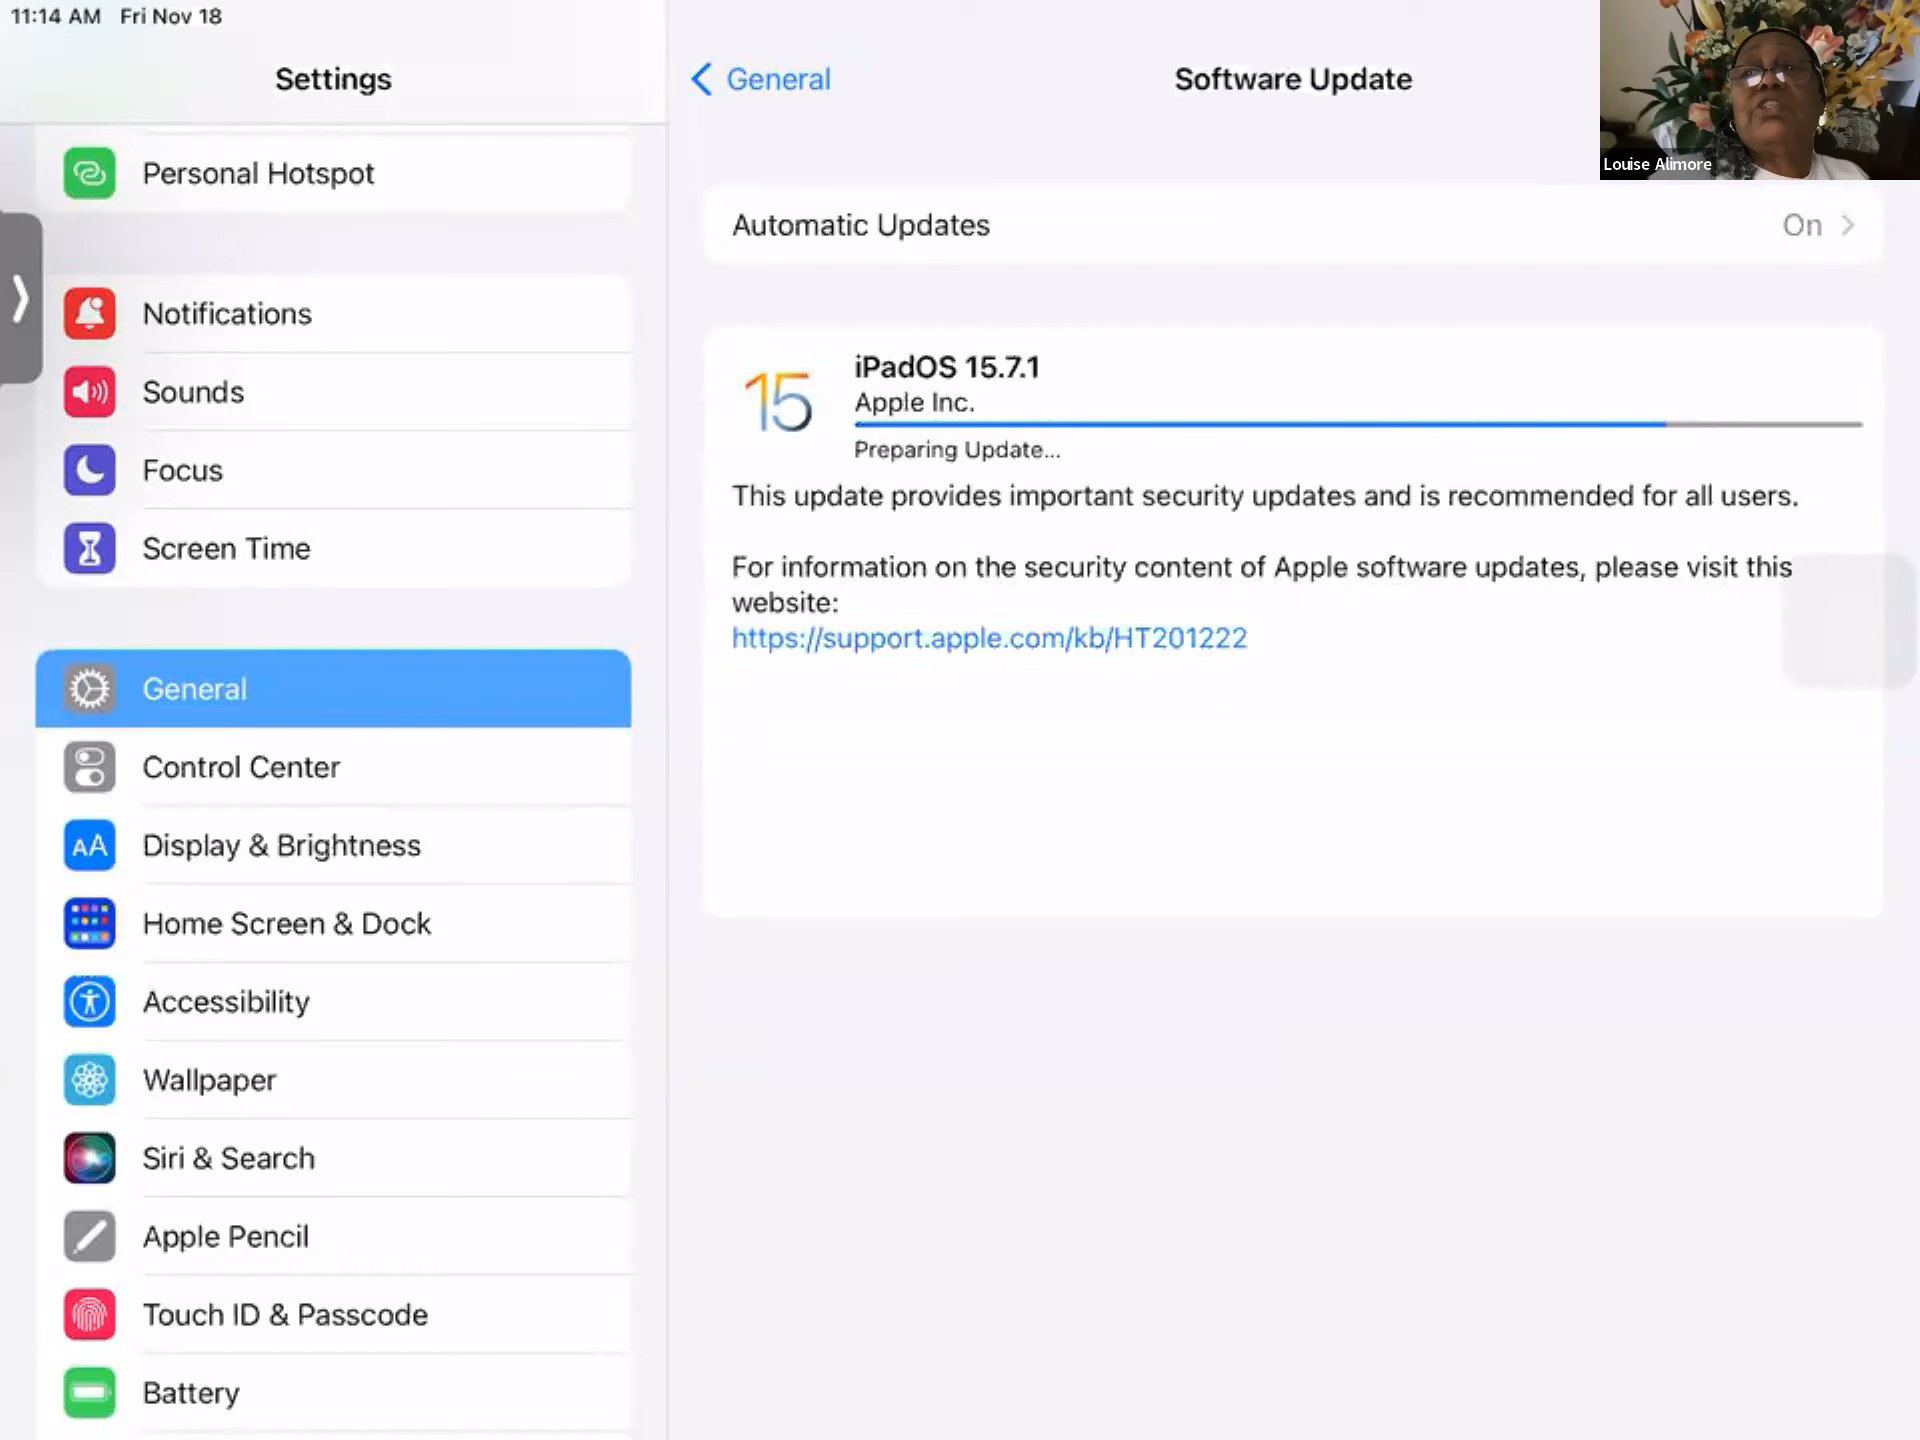 11:14 AM Fri Nov 18
Settings
Personal Hotspot
Notifications
Sounds
Focus
Screen Time
General
Control Center
AA Display & Brightness
Home Screen & Dock
Accessibility
Wallpaper
Siri & Search
Apple Pencil
Touch ID & Passcode
Battery
General
Software Update
Louise Alimore
Automatic Updates On
15
iPadOS 15.7.1
Apple Inc.
Preparing Update...
This update provides important security updates and is recommended for all users.
For information on the security content of Apple software updates, please visit this
website:
https://support.apple.com/kb/HT201222